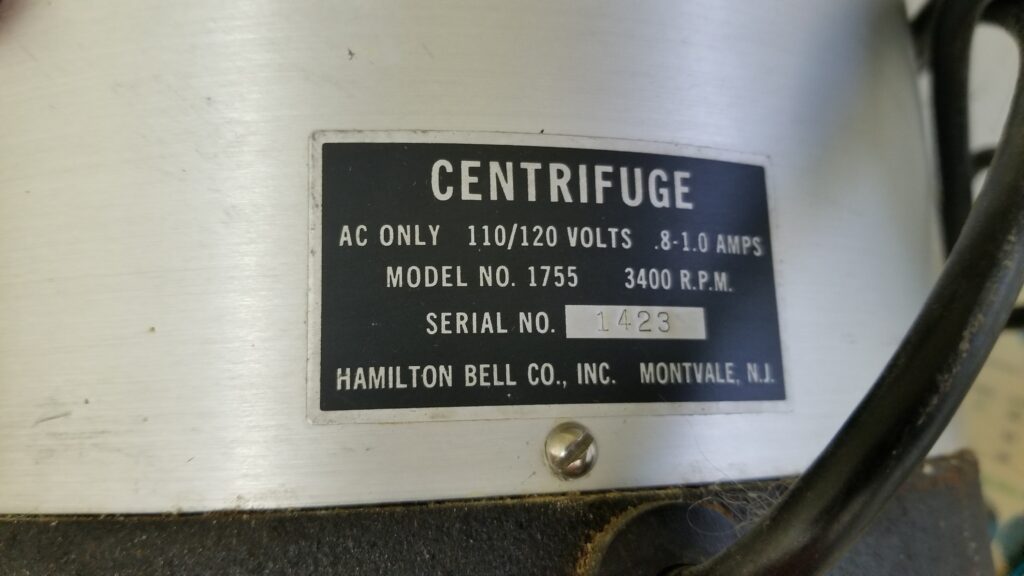 CENTRIFUGE
AC ONLY 110/120 VOLTS .8-1.0 AMPS
MODEL NO. 1755 3400 R.P.M.
SERIAL NO. 1423
HAMILTON BELL CO., INC. MONTVALE, N.J.